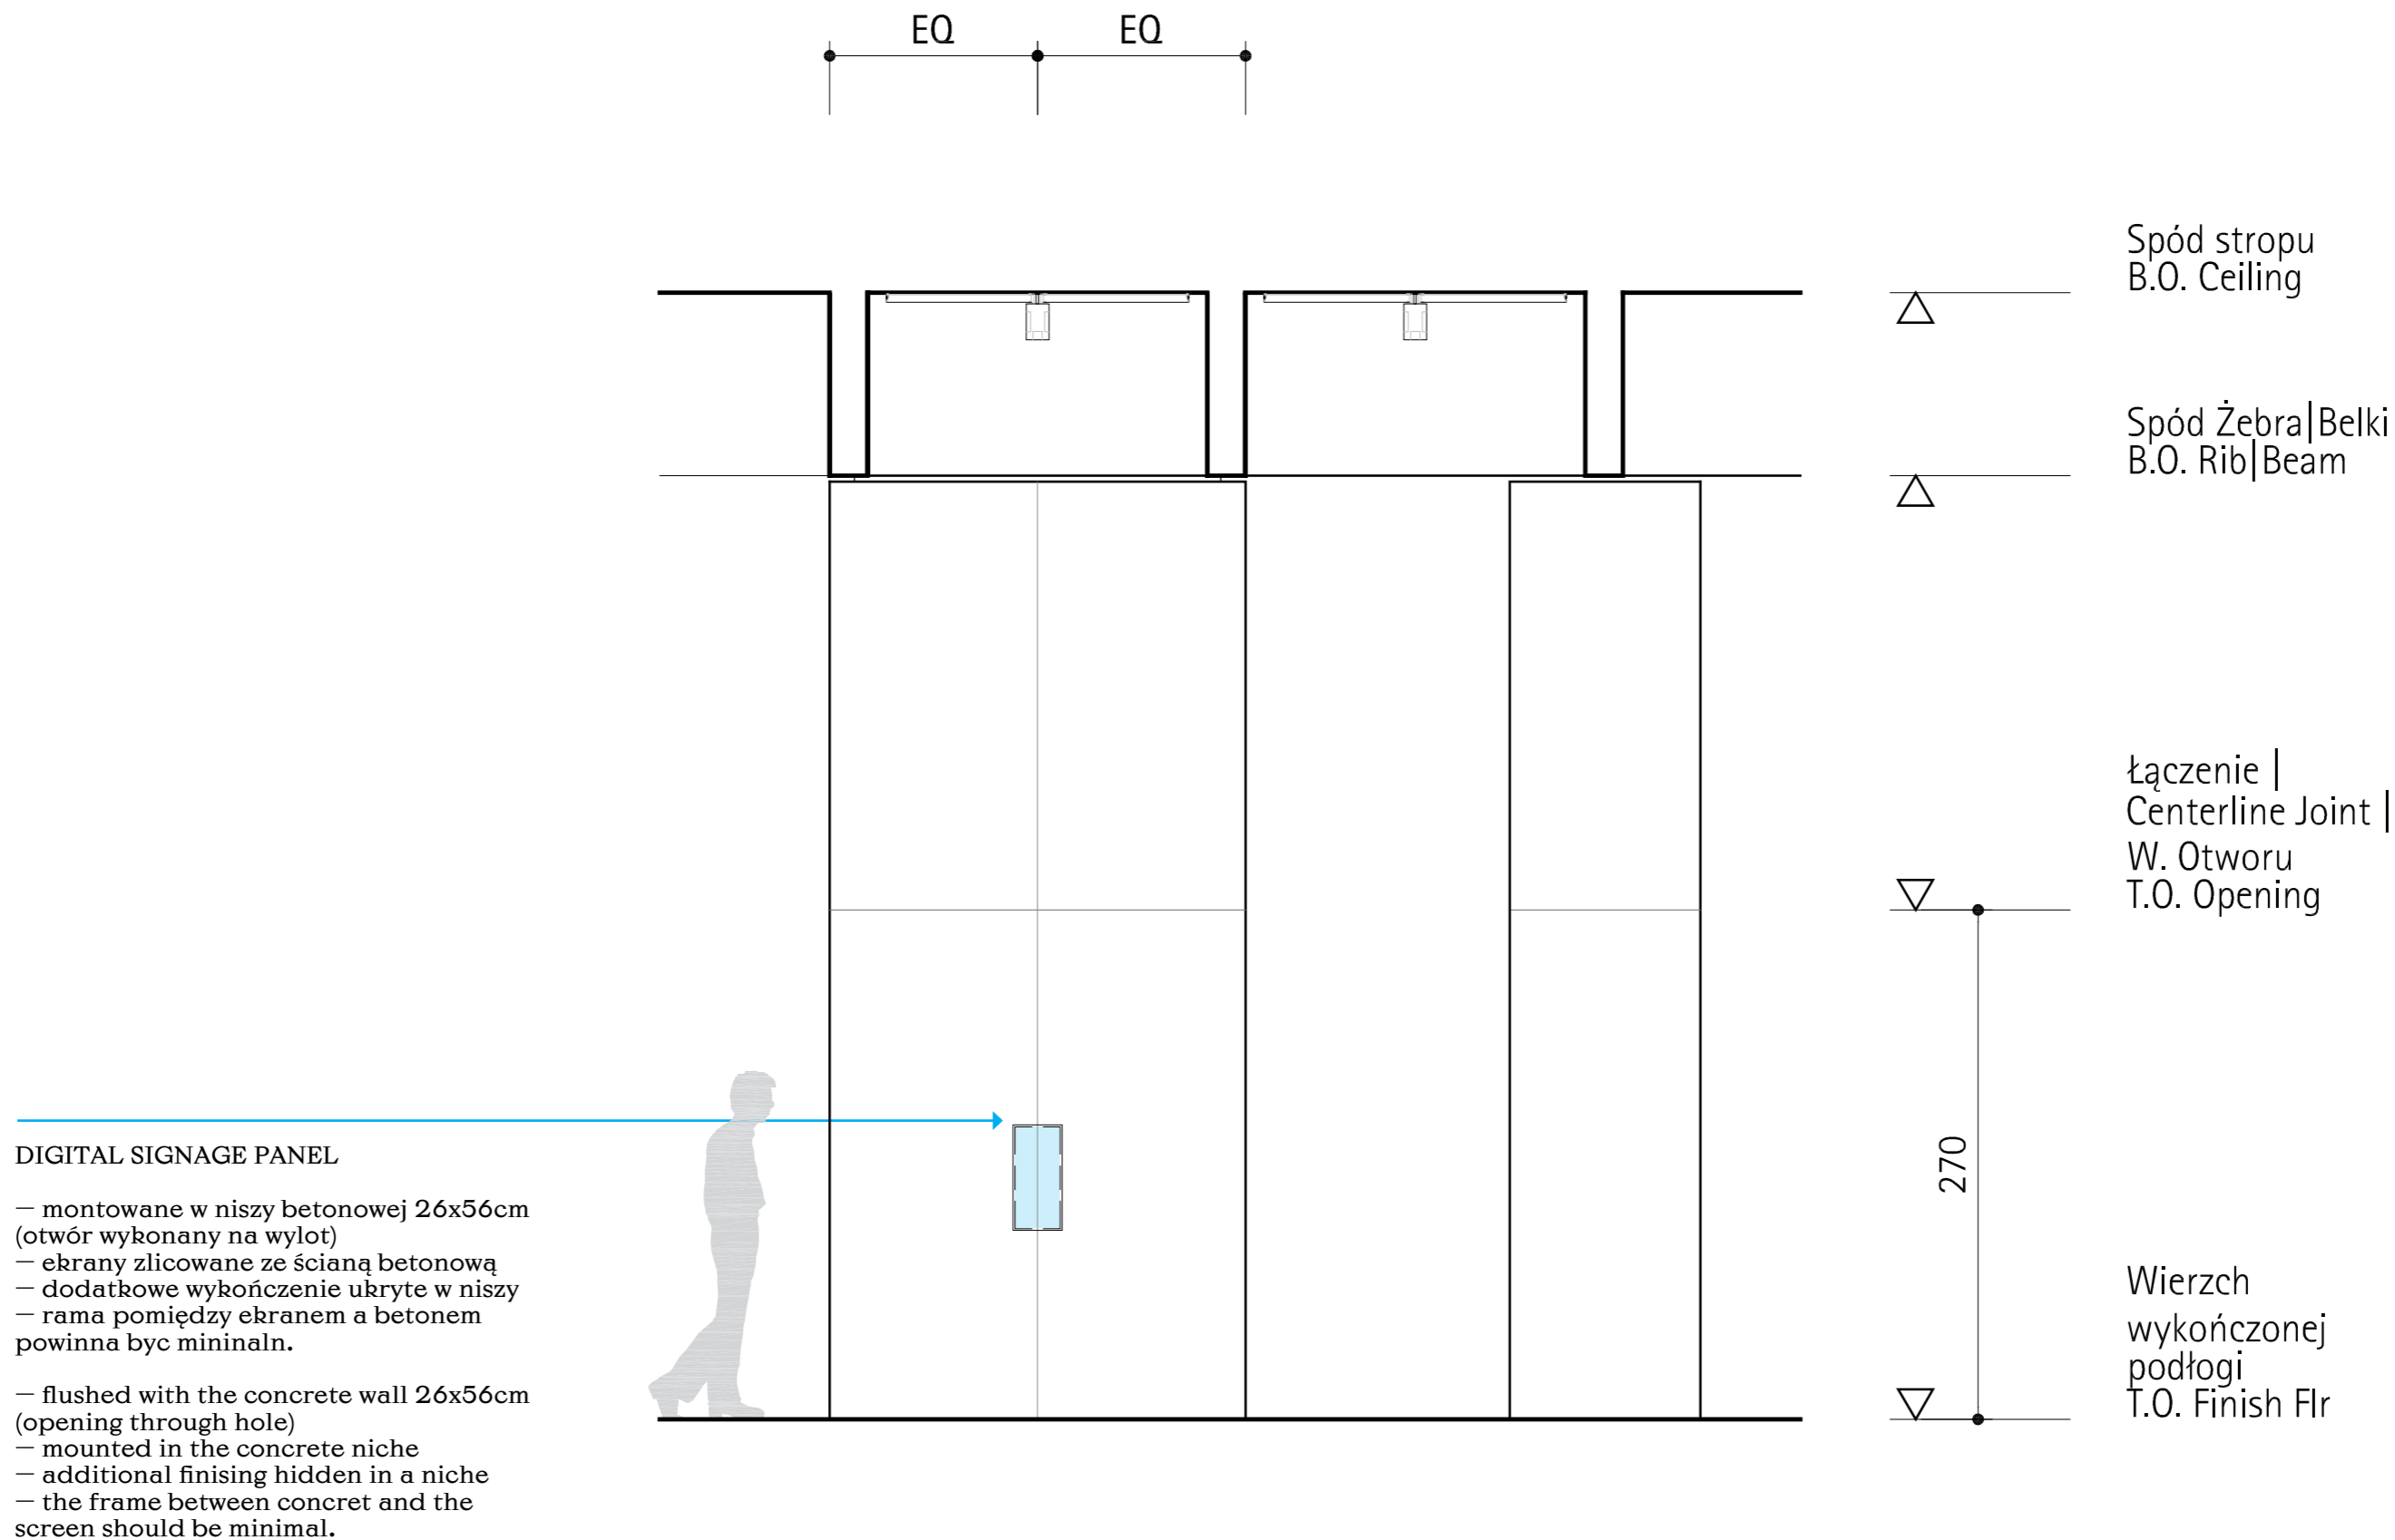 EQ EQ
Spód stropu
B.O. Ceiling
Spód Żebra|Belki
B.O. Rib|Beam
Łączenie |
Centerline Joint |
W. Otworu
T.O. Opening
270
DIGITAL SIGNAGE PANEL
— montowane w niszy betonowej 26x56cm
(otwór wykonany na wylot)
— ekrany zlicowane ze ścianą betonową
— dodatkowe wykończenie ukryte w niszy
— rama pomiędzy ekranem a betonem
powinna byc mininaln.
— flushed with the concrete wall 26x56cm
(opening through hole)
— mounted in the concrete niche
— additional finising hidden in a niche
— the frame between concret and the
screen should be minimal.
Wierzch
wykończonej
podłogi
T.O. Finish Flr